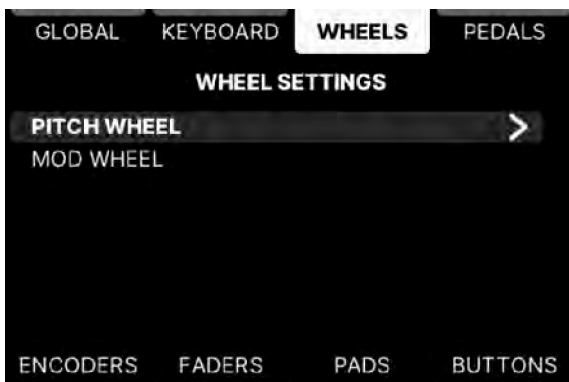 GLOBAL KEYBOARD WHEELS PEDALS
WHEEL SETTINGS
PITCH WHEEL >
MOD WHEEL
ENCODERS FADERS PADS BUTTONS